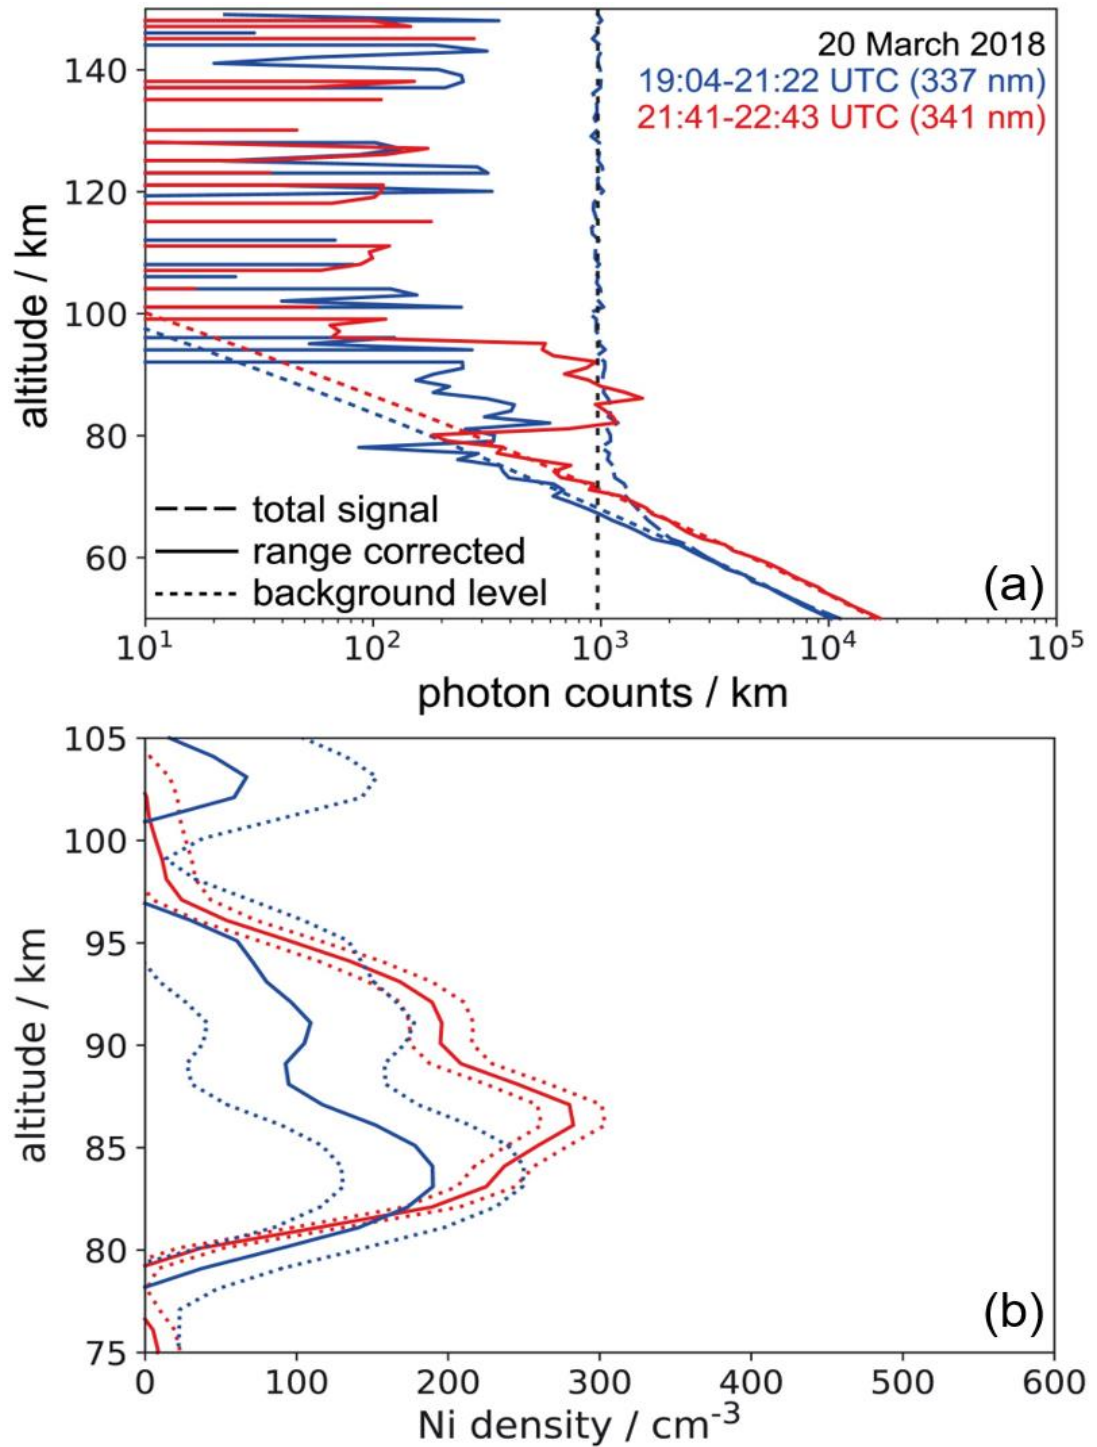 20 March 2018
19:04-21:22 UTC (337 nm)
21:41-22:43 UTC (341 nm)
140
120
100
80
60
altitude / km
total signal
range corrected
background level
(a)
10¹ 10² 10³ 10⁴ 10⁵
photon counts / km
105
100
95
90
85
80
75
altitude / km
(b)
0 100 200 300 400 500 600
Ni density / cm⁻³